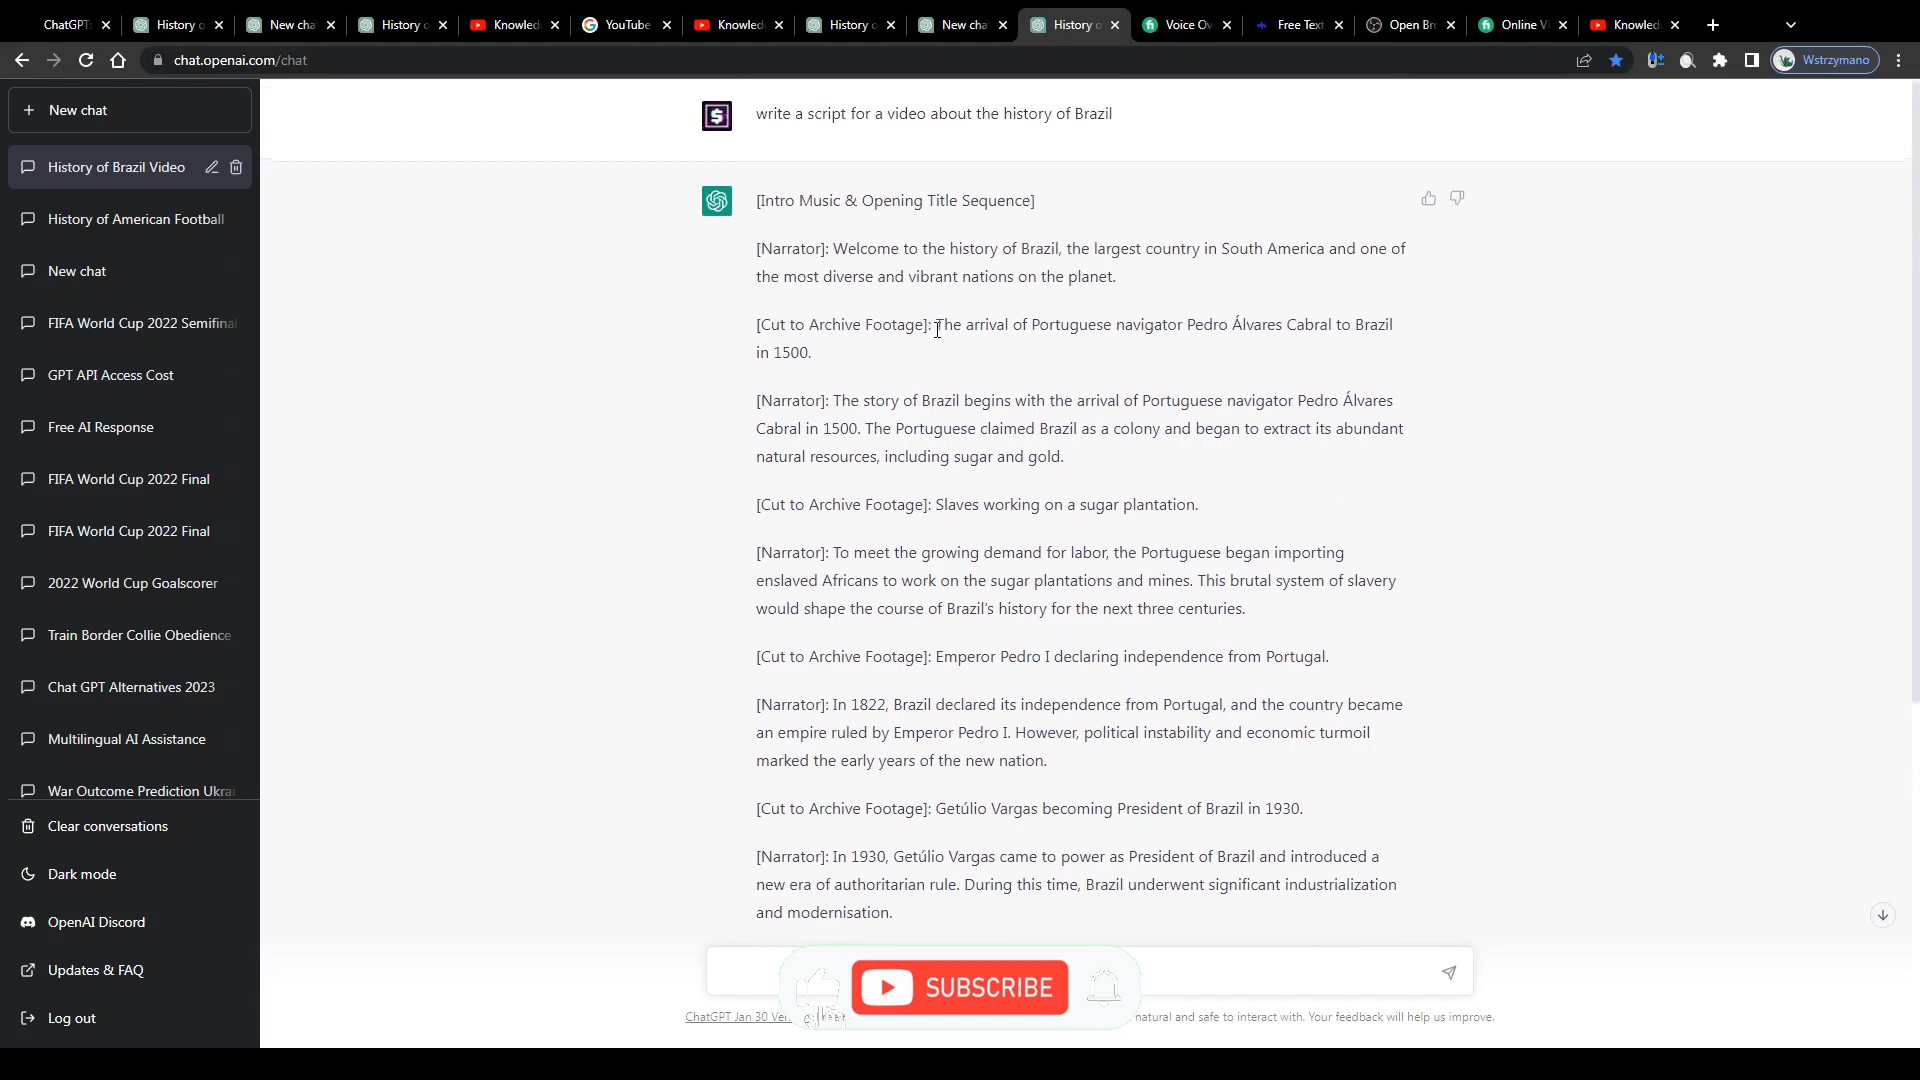 ChatGPT:
History o
New cha
History o
Knowled
YouTube
Knowled
History o
New cha
History o
Voice Ov
Free Text
Open Bro
Online Vi
Knowled
chat.openai.com/chat
Wstrzymano
New chat
History of Brazil Video
History of American Football
New chat
FIFA World Cup 2022 Semifinal
GPT API Access Cost
Free AI Response
FIFA World Cup 2022 Final
FIFA World Cup 2022 Final
2022 World Cup Goalscorer
Train Border Collie Obedience
Chat GPT Alternatives 2023
Multilingual AI Assistance
War Outcome Prediction Ukrai
Clear conversations
Dark mode
OpenAI Discord
Updates & FAQ
Log out
write a script for a video about the history of Brazil
[Intro Music & Opening Title Sequence]
[Narrator]: Welcome to the history of Brazil, the largest country in South America and one of
the most diverse and vibrant nations on the planet.
[Cut to Archive Footage]: The arrival of Portuguese navigator Pedro Álvares Cabral to Brazil
in 1500.
[Narrator]: The story of Brazil begins with the arrival of Portuguese navigator Pedro Álvares
Cabral in 1500. The Portuguese claimed Brazil as a colony and began to extract its abundant
natural resources, including sugar and gold.
[Cut to Archive Footage]: Slaves working on a sugar plantation.
[Narrator]: To meet the growing demand for labor, the Portuguese began importing
enslaved Africans to work on the sugar plantations and mines. This brutal system of slavery
would shape the course of Brazil's history for the next three centuries.
[Cut to Archive Footage]: Emperor Pedro I declaring independence from Portugal.
[Narrator]: In 1822, Brazil declared its independence from Portugal, and the country became
an empire ruled by Emperor Pedro I. However, political instability and economic turmoil
marked the early years of the new nation.
[Cut to Archive Footage]: Getúlio Vargas becoming President of Brazil in 1930.
[Narrator]: In 1930, Getúlio Vargas came to power as President of Brazil and introduced a
new era of authoritarian rule. During this time, Brazil underwent significant industrialization
and modernisation.
SUBSCRIBE
ChatGPT Jan 30 Ver natural and safe to interact with. Your feedback will help us improve.